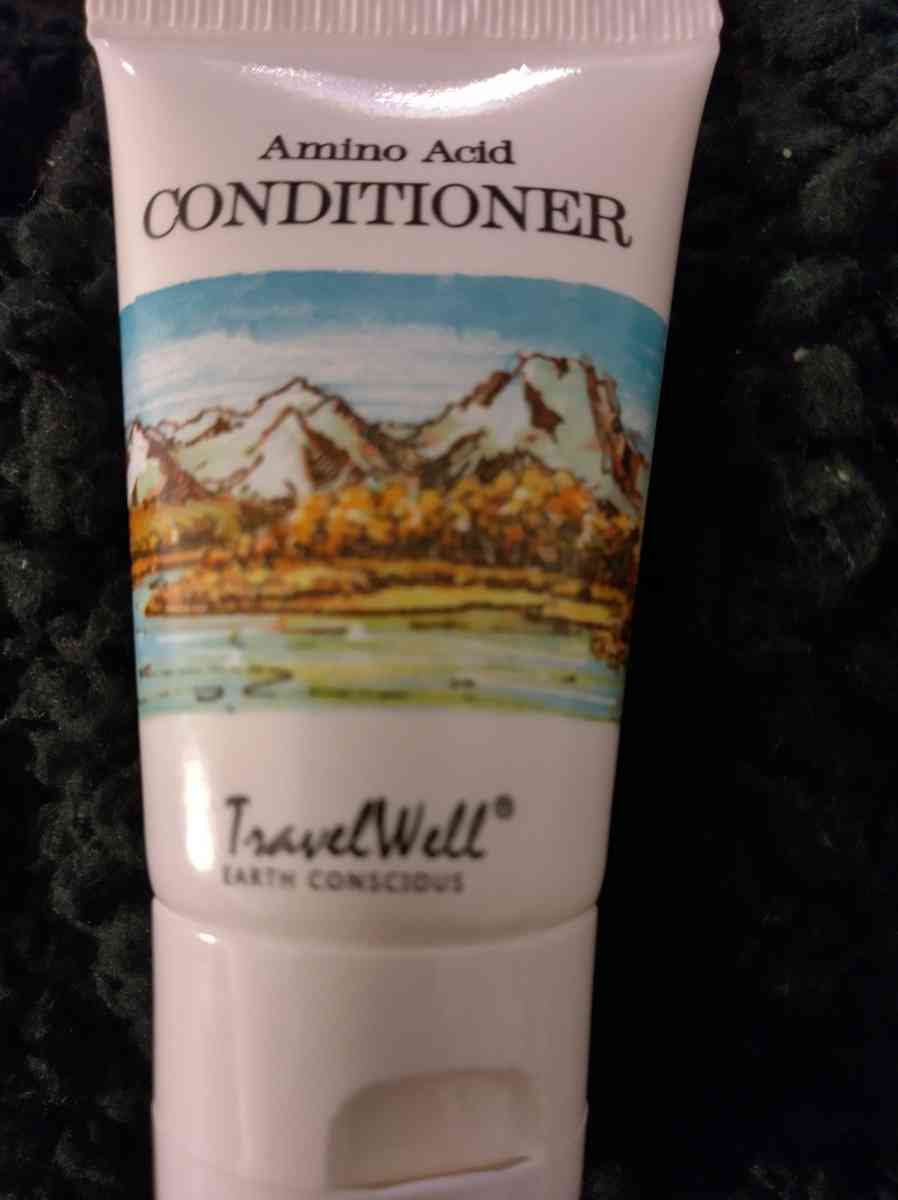 Amino Acid
CONDITIONER
TravelWell®
EARTH CONSCIOUS